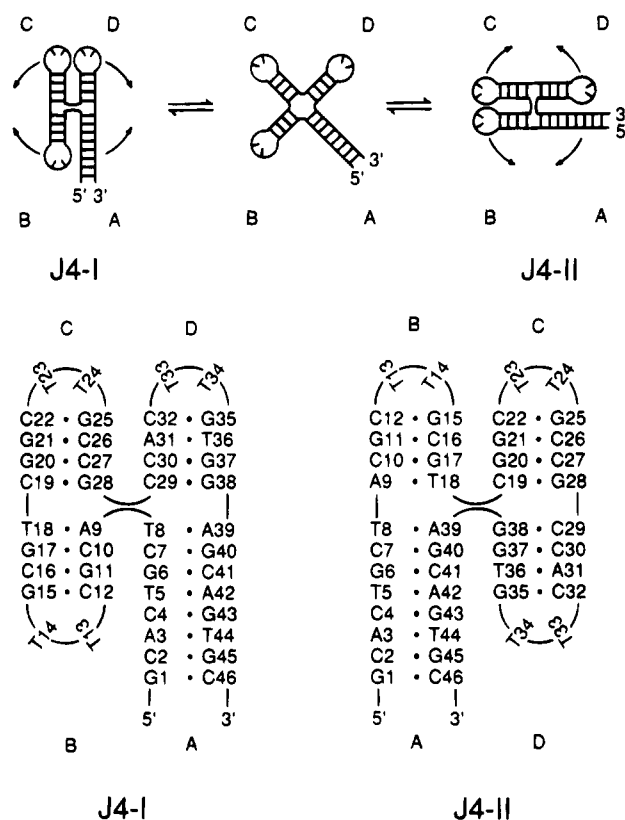 C D C D
3'
5'
5' 3'
3'
5'
B A B A B A
J4-I J4-II
C D B C
T23 T24 T33 T34 T13 T14 T23 T24
C22 • G25 C32 • G35 C12 • G15 C22 • G25
G21 • C26 A31 • T36 G11 • C16 G21 • C26
G20 • C27 C30 • G37 C10 • G17 G20 • C27
C19 • G28 C29 • G38 A9 • T18 C19 • G28
T18 • A9 T8 • A39 T8 • A39 G38 • C29
G17 • C10 C7 • G40 C7 • G40 G37 • C30
C16 • G11 G6 • C41 G6 • C41 T36 • A31
G15 • C12 T5 • A42 T5 • A42 G35 • C32
T14 T13 C4 • G43 C4 • G43 T34 T33
A3 • T44 A3 • T44
C2 • G45 C2 • G45
G1 • C46 G1 • C46
5' 3' 5' 3'
B A A D
J4-I J4-II